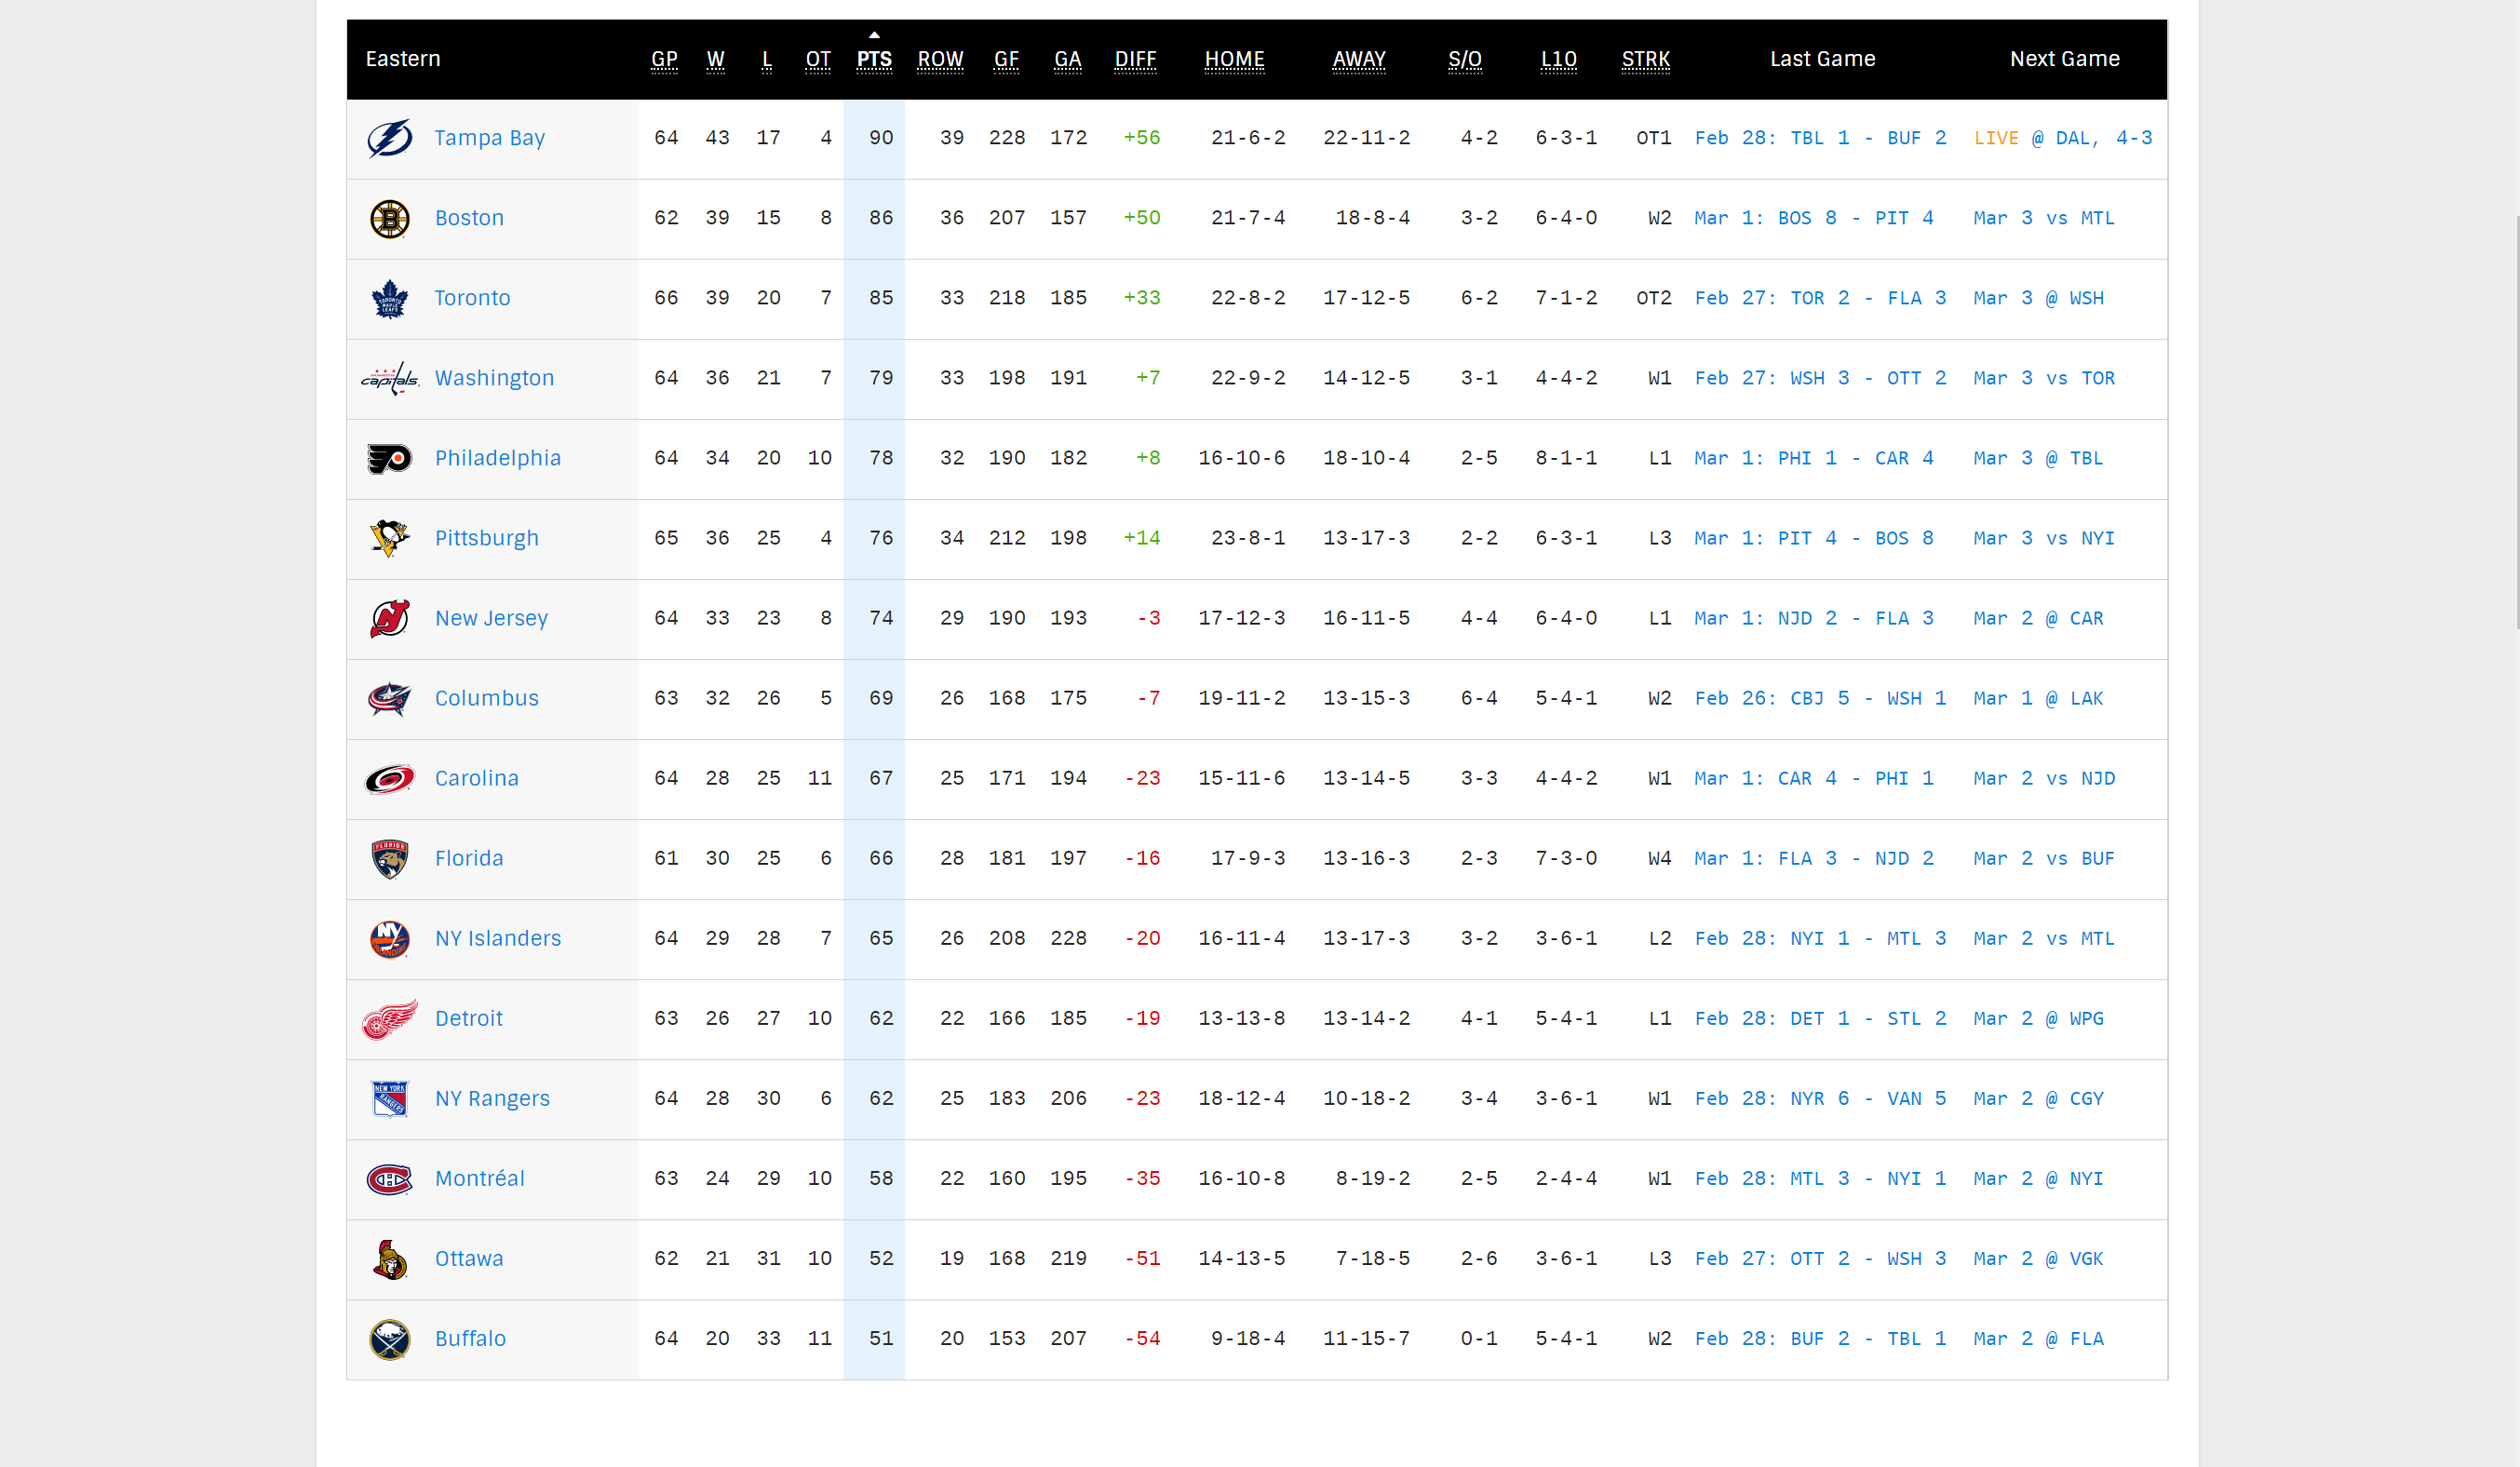 Eastern GP W L OT PTS ROW GF GA DIFF HOME AWAY S/O L10 STRK Last Game Next Game
Tampa Bay 64 43 17 4 90 39 228 172 +56 21-6-2 22-11-2 4-2 6-3-1 OT1 Feb 28: TBL 1 - BUF 2 LIVE @ DAL, 4-3
Boston 62 39 15 8 86 36 207 157 +50 21-7-4 18-8-4 3-2 6-4-0 W2 Mar 1: BOS 8 - PIT 4 Mar 3 vs MTL
Toronto 66 39 20 7 85 33 218 185 +33 22-8-2 17-12-5 6-2 7-1-2 OT2 Feb 27: TOR 2 - FLA 3 Mar 3 @ WSH
capitals Washington 64 36 21 7 79 33 198 191 +7 22-9-2 14-12-5 3-1 4-4-2 W1 Feb 27: WSH 3 - OTT 2 Mar 3 vs TOR
Philadelphia 64 34 20 10 78 32 190 182 +8 16-10-6 18-10-4 2-5 8-1-1 L1 Mar 1: PHI 1 - CAR 4 Mar 3 @ TBL
Pittsburgh 65 36 25 4 76 34 212 198 +14 23-8-1 13-17-3 2-2 6-3-1 L3 Mar 1: PIT 4 - BOS 8 Mar 3 vs NYI
New Jersey 64 33 23 8 74 29 190 193 -3 17-12-3 16-11-5 4-4 6-4-0 L1 Mar 1: NJD 2 - FLA 3 Mar 2 @ CAR
Columbus 63 32 26 5 69 26 168 175 -7 19-11-2 13-15-3 6-4 5-4-1 W2 Feb 26: CBJ 5 - WSH 1 Mar 1 @ LAK
Carolina 64 28 25 11 67 25 171 194 -23 15-11-6 13-14-5 3-3 4-4-2 W1 Mar 1: CAR 4 - PHI 1 Mar 2 vs NJD
FLORIDA Florida 61 30 25 6 66 28 181 197 -16 17-9-3 13-16-3 2-3 7-3-0 W4 Mar 1: FLA 3 - NJD 2 Mar 2 vs BUF
NY NY Islanders 64 29 28 7 65 26 208 228 -20 16-11-4 13-17-3 3-2 3-6-1 L2 Feb 28: NYI 1 - MTL 3 Mar 2 vs MTL
Detroit 63 26 27 10 62 22 166 185 -19 13-13-8 13-14-2 4-1 5-4-1 L1 Feb 28: DET 1 - STL 2 Mar 2 @ WPG
NEW YORK RANGERS NY Rangers 64 28 30 6 62 25 183 206 -23 18-12-4 10-18-2 3-4 3-6-1 W1 Feb 28: NYR 6 - VAN 5 Mar 2 @ CGY
Montréal 63 24 29 10 58 22 160 195 -35 16-10-8 8-19-2 2-5 2-4-4 W1 Feb 28: MTL 3 - NYI 1 Mar 2 @ NYI
Ottawa 62 21 31 10 52 19 168 219 -51 14-13-5 7-18-5 2-6 3-6-1 L3 Feb 27: OTT 2 - WSH 3 Mar 2 @ VGK
Buffalo 64 20 33 11 51 20 153 207 -54 9-18-4 11-15-7 0-1 5-4-1 W2 Feb 28: BUF 2 - TBL 1 Mar 2 @ FLA